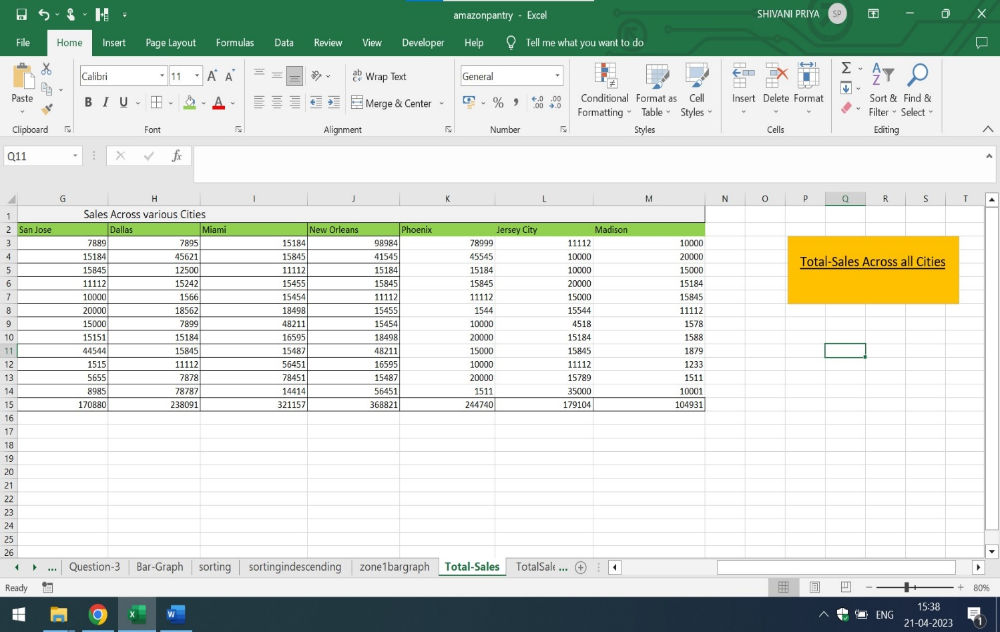 amazonpantry - Excel
SHIVANI PRIYA SP
File Home Insert Page Layout Formulas Data Review View Developer Help Tell me what you want to do
Calibri 11 A A ab Wrap Text General
Paste B I U A Merge & Center % , .00 .00 Conditional Formatting Format as Table Cell Styles Insert Delete Format Σ Sort & Filter Find & Select
Clipboard Font Alignment Number Styles Cells Editing
Q11 fx
G H I J K L M N O P Q R S T
1 Sales Across various Cities
2 San Jose Dallas Miami New Orleans Phoenix Jersey City Madison
3 7889 7895 15184 98984 78999 11112 10000
4 15184 45621 15845 41545 45545 10000 20000
Total-Sales Across all Cities
5 15845 12500 11112 15184 15184 10000 15000
6 11112 15242 15455 15845 15845 20000 15184
7 10000 1566 15454 11112 11112 15000 15845
8 20000 18562 18498 15455 1544 15544 11112
9 15000 7899 48211 15454 10000 4518 1578
10 15151 15184 16595 18498 20000 15184 1588
11 44544 15845 15487 48211 15000 15845 1879
12 1515 11112 56451 16595 10000 11112 1233
13 5655 7878 78451 15487 20000 15789 1511
14 8985 78787 14414 56451 1511 35000 10001
15 170880 238091 321157 368821 244740 179104 104931
16
17
18
19
20
21
22
23
24
25
26
... Question-3 Bar-Graph sorting sortingindescending zone1bargraph Total-Sales TotalSale ...
Ready 80%
ENG 15:38
21-04-2023 1